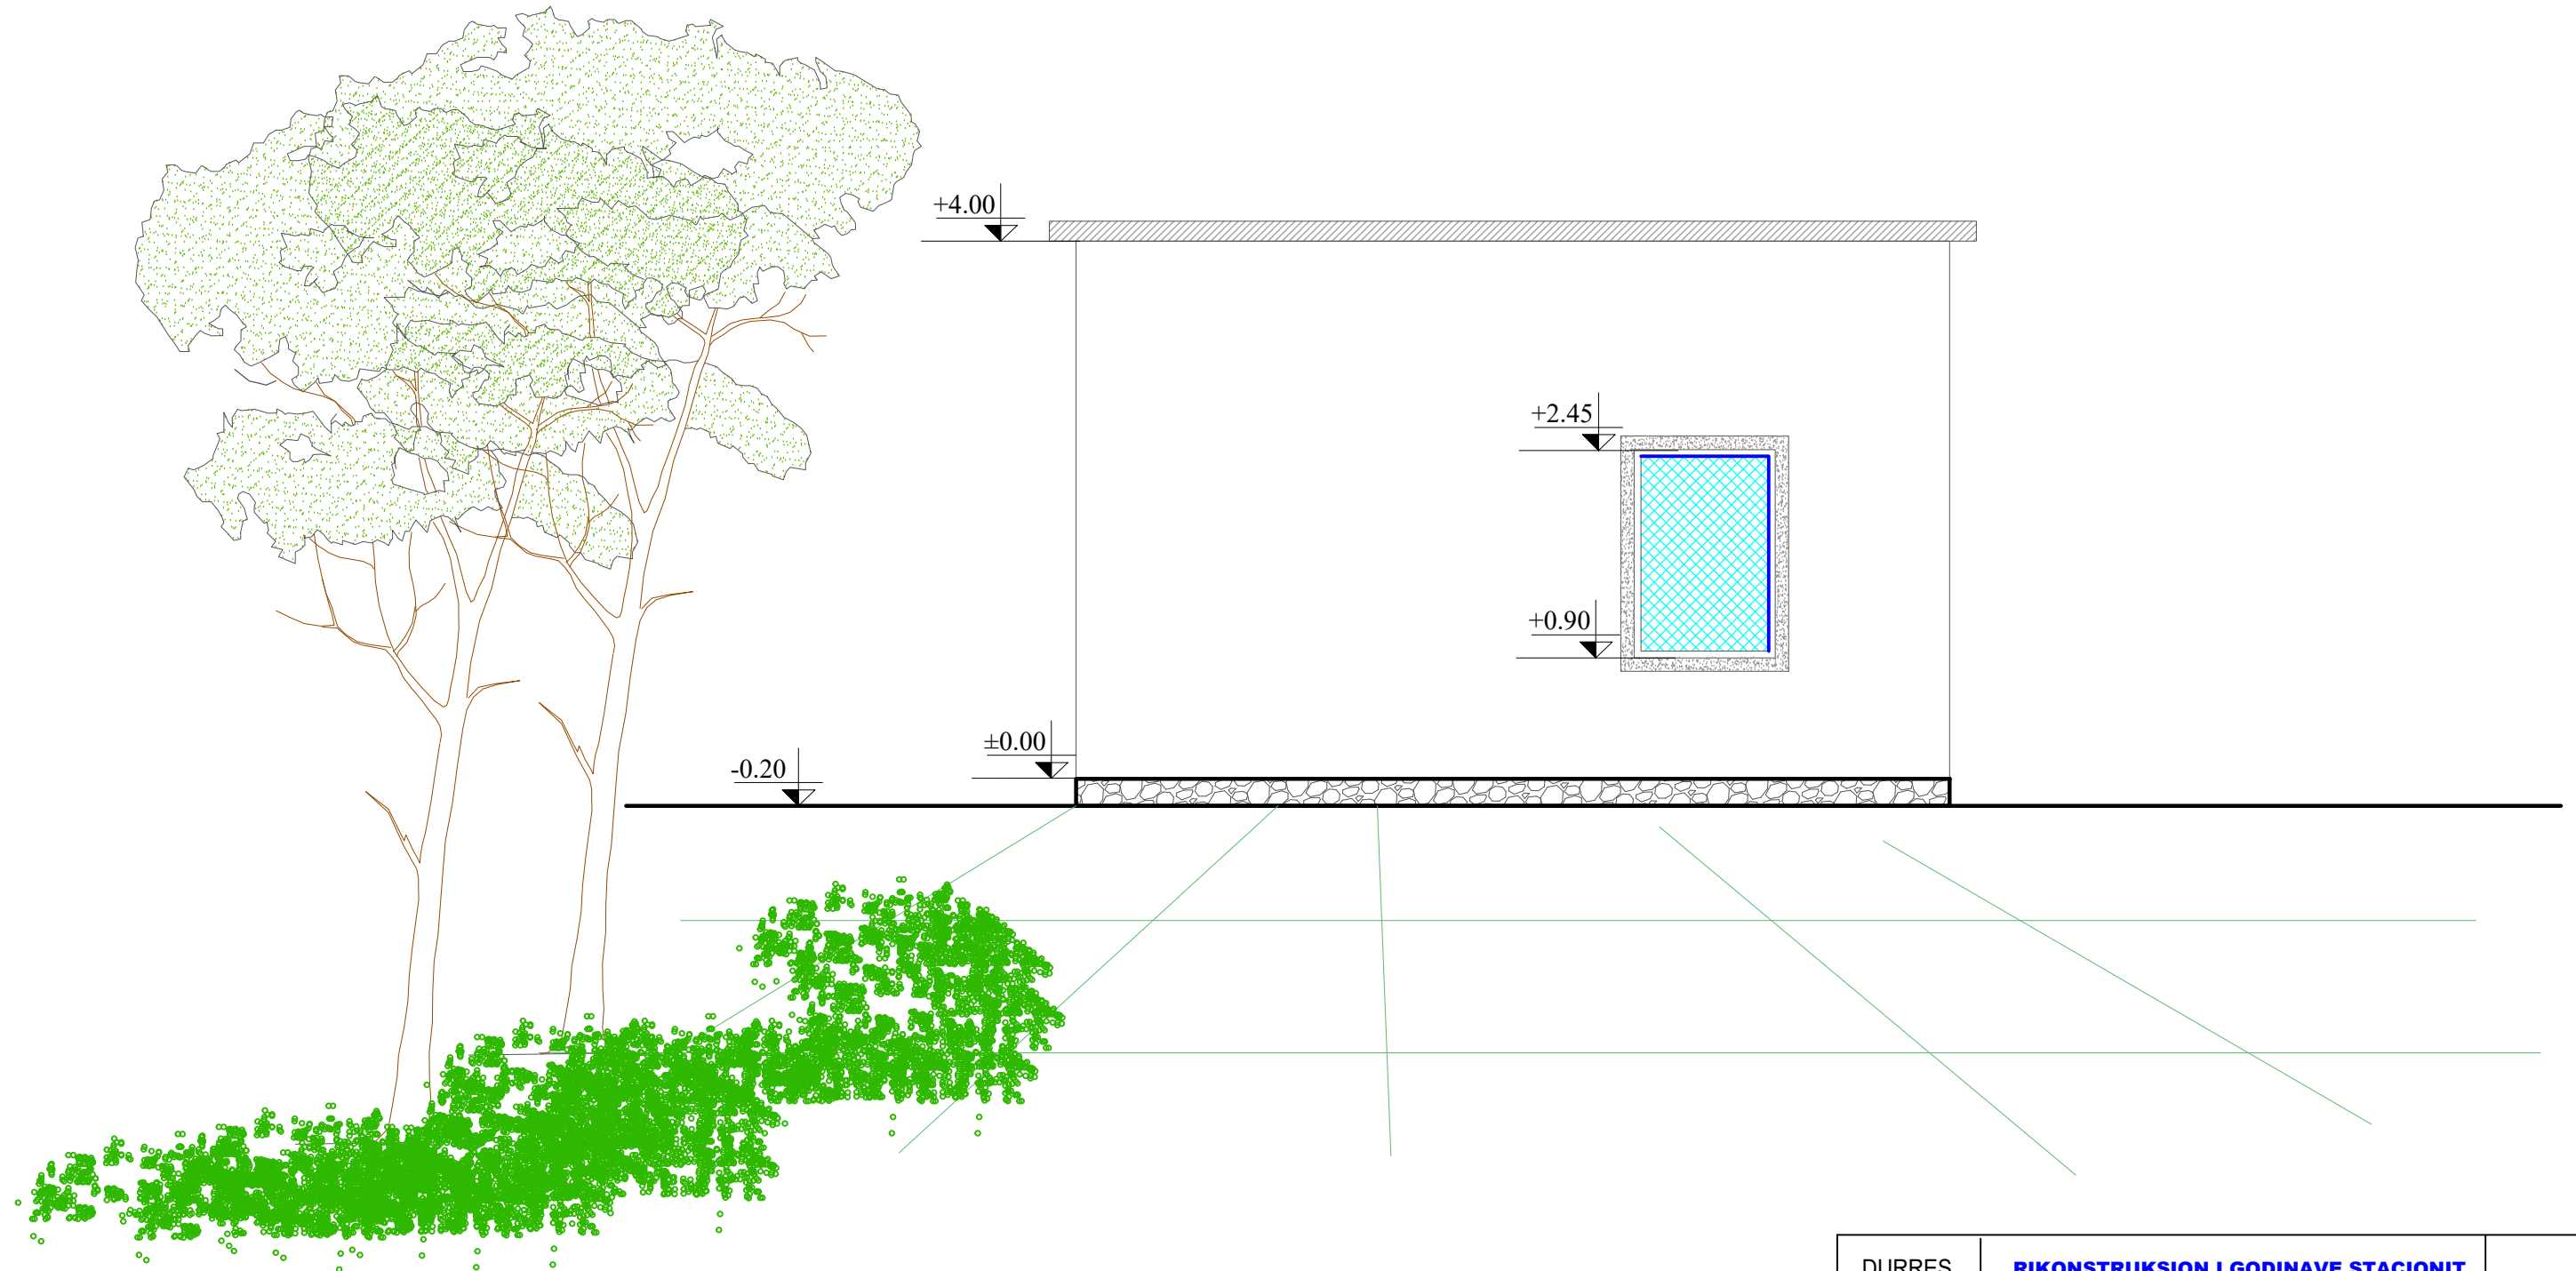 +4.00
+2.45
+0.90
±0.00
-0.20
DURRES
RIKONSTRUKSION I GODINAVE STACIONIT